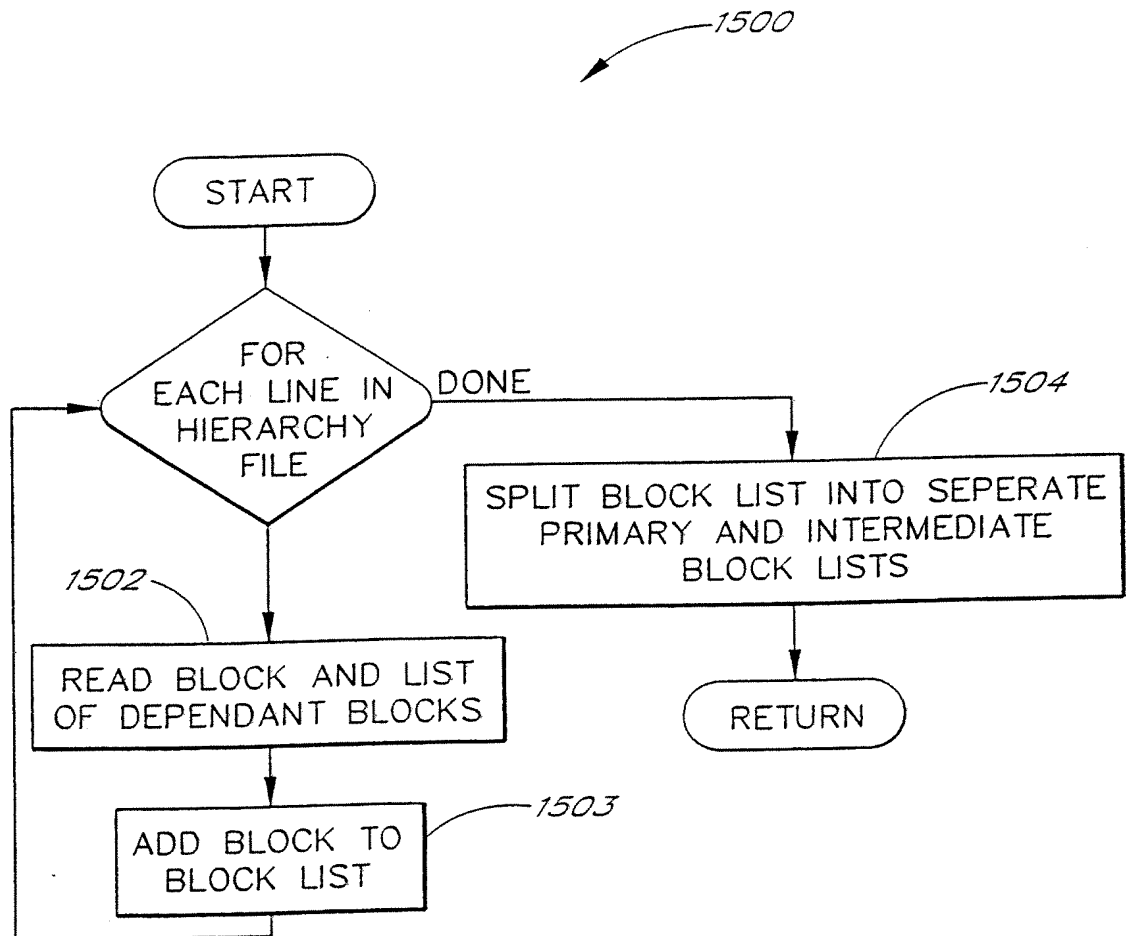 1500
START
FOR
EACH LINE IN
HIERARCHY
FILE
DONE
1504
SPLIT BLOCK LIST INTO SEPERATE
PRIMARY AND INTERMEDIATE
BLOCK LISTS
1502
READ BLOCK AND LIST
OF DEPENDANT BLOCKS
RETURN
1503
ADD BLOCK TO
BLOCK LIST